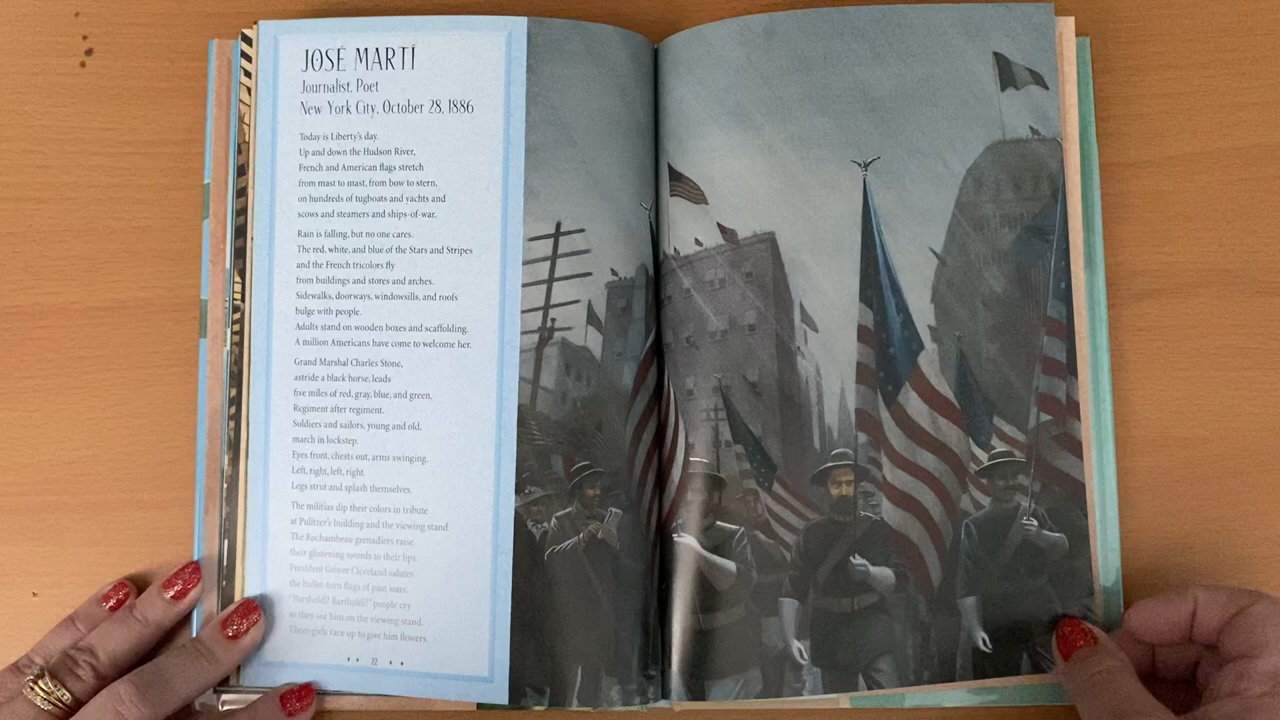 JOSÉ MARTÍ
Journalist, Poet
New York City, October 28, 1886
Today is Liberty's day.
Up and down the Hudson River,
French and American flags stretch
from mast to mast, from bow to stern,
on hundreds of tugboats and yachts and
scows and steamers and ships-of-war.
Rain is falling, but no one cares.
The red, white, and blue of the Stars and Stripes
and the French tricolors fly
from buildings and stores and arches.
Sidewalks, doorways, windowsills, and roofs
bulge with people.
Adults stand on wooden boxes and scaffolding.
A million Americans have come to welcome her.
Grand Marshal Charles Stone,
astride a black horse, leads
five miles of red, gray, blue, and green.
Regiment after regiment.
Soldiers and sailors, young and old,
march in lockstep.
Eyes front, chests out, arms swinging.
Left, right, left, right.
Legs strut and splash themselves.
The militias dip their colors in tribute
at Pulitzer's building and the viewing stand.
The Rochambeau grenadiers raise
their glistening swords to their lips.
President Grover Cleveland salutes
the bullet-torn flags of past wars.
"Bartholdi! Bartholdi!" people cry
as they see him on the viewing stand.
Three girls race up to give him flowers.
22